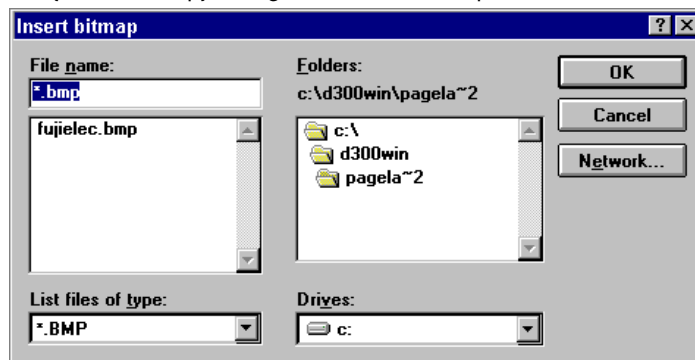 Insert bitmap
File name:
*.bmp
fujielec.bmp
List files of type:
*.BMP
Folders:
c:\d300win\pagela~2
c:\
d300win
pagela~2
Drives:
c:
OK
Cancel
Network...